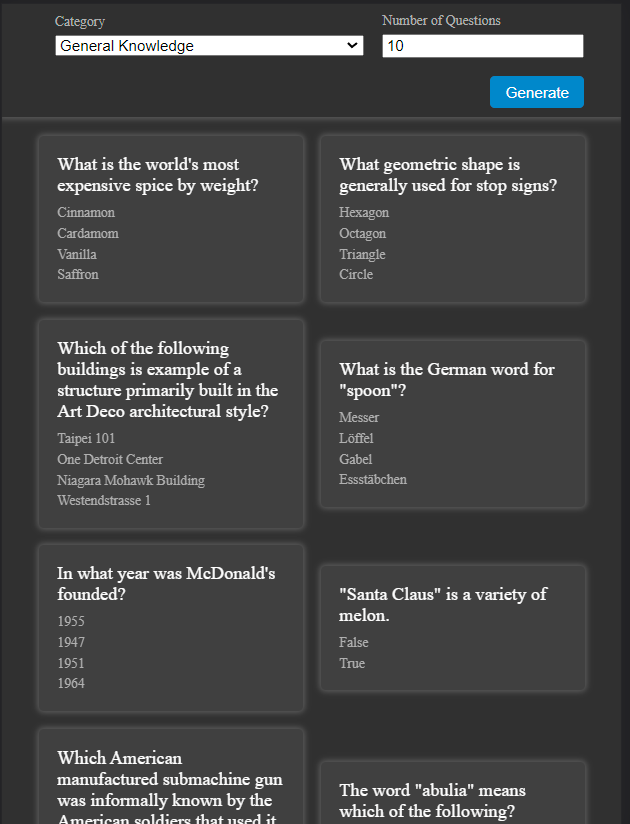 Category
Number of Questions
General Knowledge
10
Generate
What is the world's most
expensive spice by weight?
Cinnamon
Cardamom
Vanilla
Saffron
What geometric shape is
generally used for stop signs?
Hexagon
Octagon
Triangle
Circle
Which of the following
buildings is example of a
structure primarily built in the
Art Deco architectural style?
Taipei 101
One Detroit Center
Niagara Mohawk Building
Westendstrasse 1
What is the German word for
"spoon"?
Messer
Löffel
Gabel
Essstäbchen
In what year was McDonald's
founded?
1955
1947
1951
1964
"Santa Claus" is a variety of
melon.
False
True
Which American
manufactured submachine gun
was informally known by the
American soldiers that used it
The word "abulia" means
which of the following?